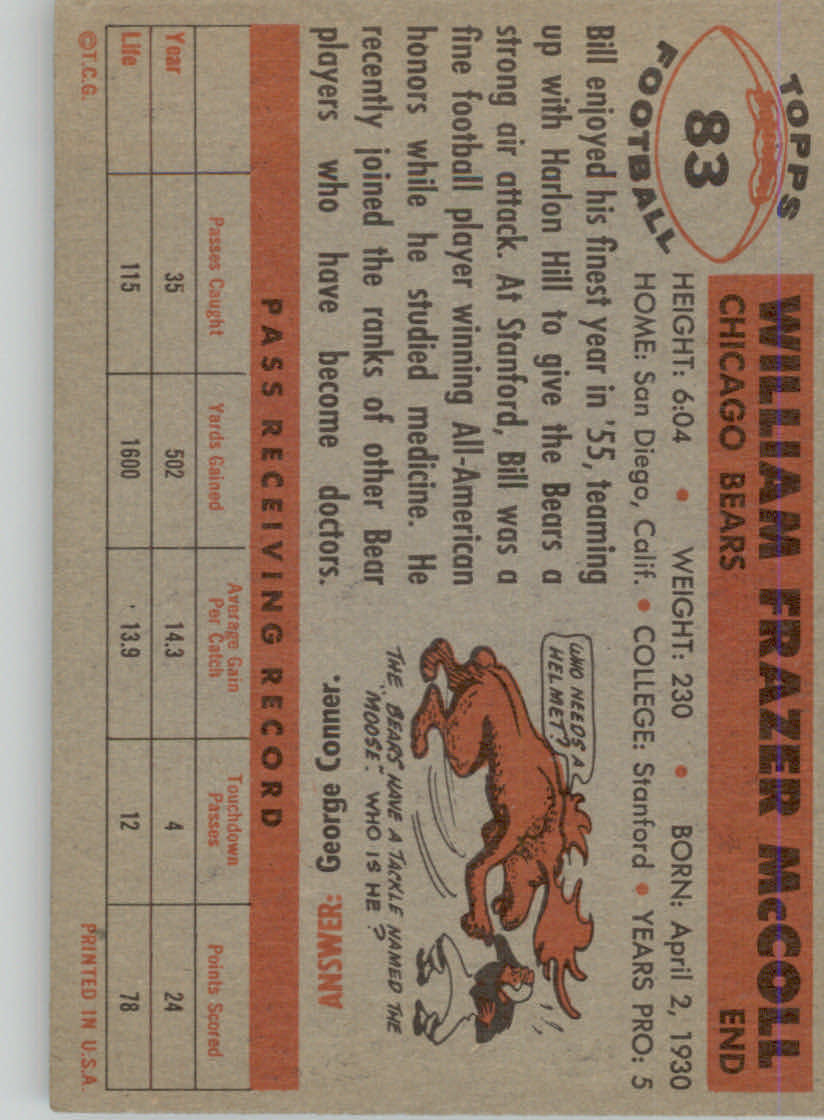 TOPPS
83
FOOTBALL
WILLIAM FRAZER McCOLL
CHICAGO BEARS END
HEIGHT: 6:04 • WEIGHT: 230 • BORN: April 2, 1930
HOME: San Diego, Calif. • COLLEGE: Stanford • YEARS PRO: 5
Bill enjoyed his finest year in '55, teaming
up with Harlon Hill to give the Bears a
strong air attack. At Stanford, Bill was a
fine football player winning All-American
honors while he studied medicine. He
recently joined the ranks of other Bear
players who have become doctors.
WHO NEEDS A
HELMET?
THE BEARS HAVE A TACKLE NAMED THE
"MOOSE." WHO IS HE ?
ANSWER: George Conner.
PASS RECEIVING RECORD
Passes Caught Yards Gained Average Gain Per Catch Touchdown Passes Points Scored
Year 35 502 14.3 4 24
Life 115 1600 13.9 12 78
©T.C.G. PRINTED IN U.S.A.